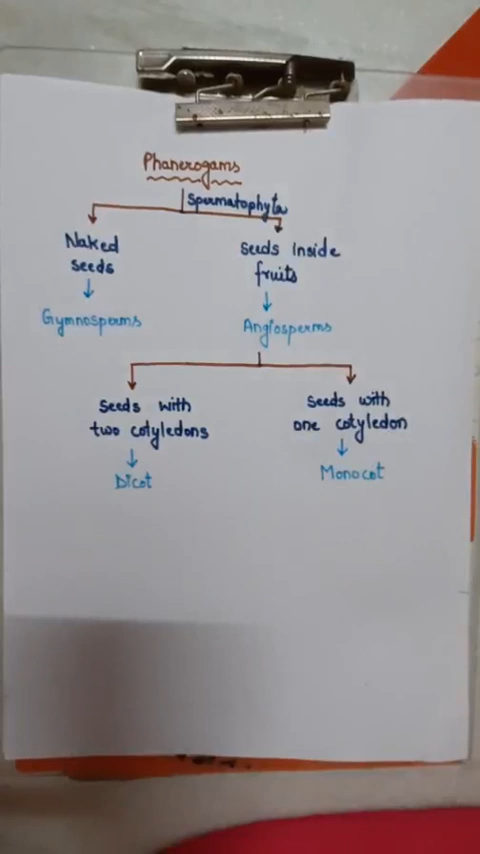 Phanerogams
Spermatophyta
Naked
seeds
Seeds inside
fruits
Gymnosperms
Angiosperms
Seeds with
two cotyledons
Seeds with
one cotyledon
Dicot
Monocot